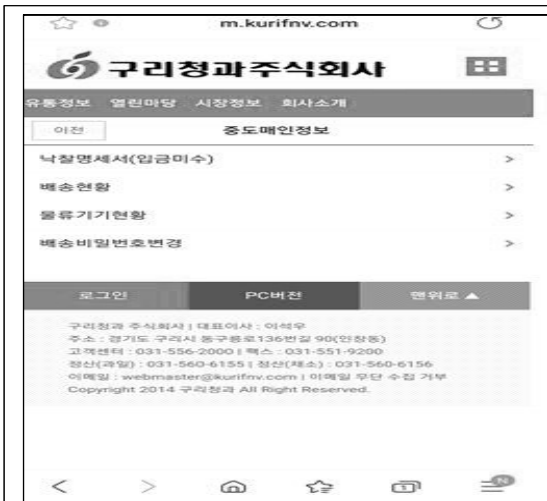 m.kurifnv.com
구리청과주식회사
유통정보 열린마당 시장정보 회사소개
이전 중도매인정보
낙찰명세서(입금미수) >
배송현황 >
물류기기현황 >
배송비밀번호변경 >
로그인 PC버전 맨위로 ▲
구리청과 주식회사 | 대표이사 : 이석우
주소 : 경기도 구리시 동구릉로136번길 90(인창동)
고객센터 : 031-556-2000 | 팩스 : 031-551-9200
정산(과일) : 031-560-6155 | 정산(채소) : 031-560-6156
이메일 : webmaster@kurifnv.com | 이메일 무단 수집 거부
Copyright 2014 구리청과 All Right Reserved.
1 N